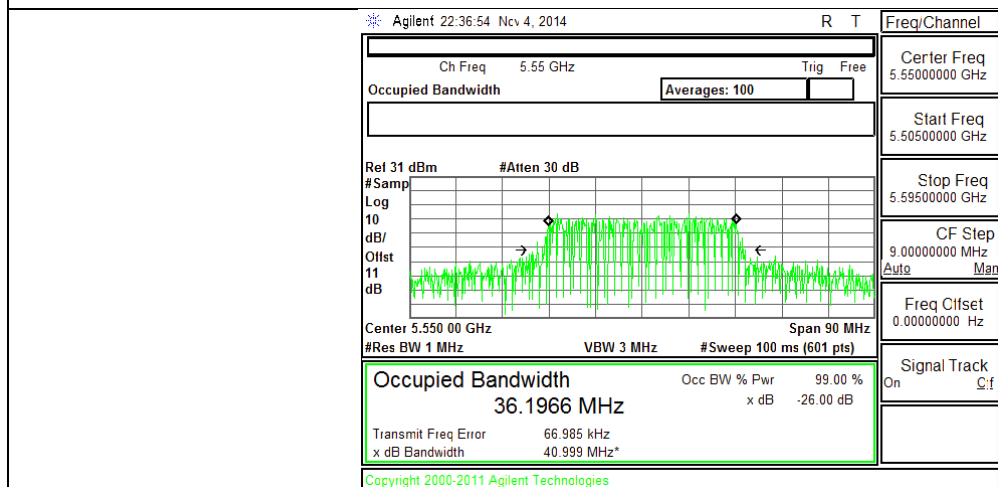 Agilent 22:36:54 Nov 4, 2014 R T
Freq/Channel
Ch Freq 5.55 GHz Trig Free
Occupied Bandwidth Averages: 100
Center Freq
5.55000000 GHz
Start Freq
5.50500000 GHz
Stop Freq
5.59500000 GHz
CF Step
9.00000000 MHz
Auto Man
Freq Offset
0.00000000 Hz
Signal Track
On Off
Ref 31 dBm #Atten 30 dB
#Samp
Log
10
dB/
Offst
11
dB
Center 5.550 00 GHz Span 90 MHz
#Res BW 1 MHz VBW 3 MHz #Sweep 100 ms (601 pts)
Occupied Bandwidth Occ BW % Pwr 99.00 %
36.1966 MHz x dB -26.00 dB
Transmit Freq Error 66.985 kHz
x dB Bandwidth 40.999 MHz*
Copyright 2000-2011 Agilent Technologies